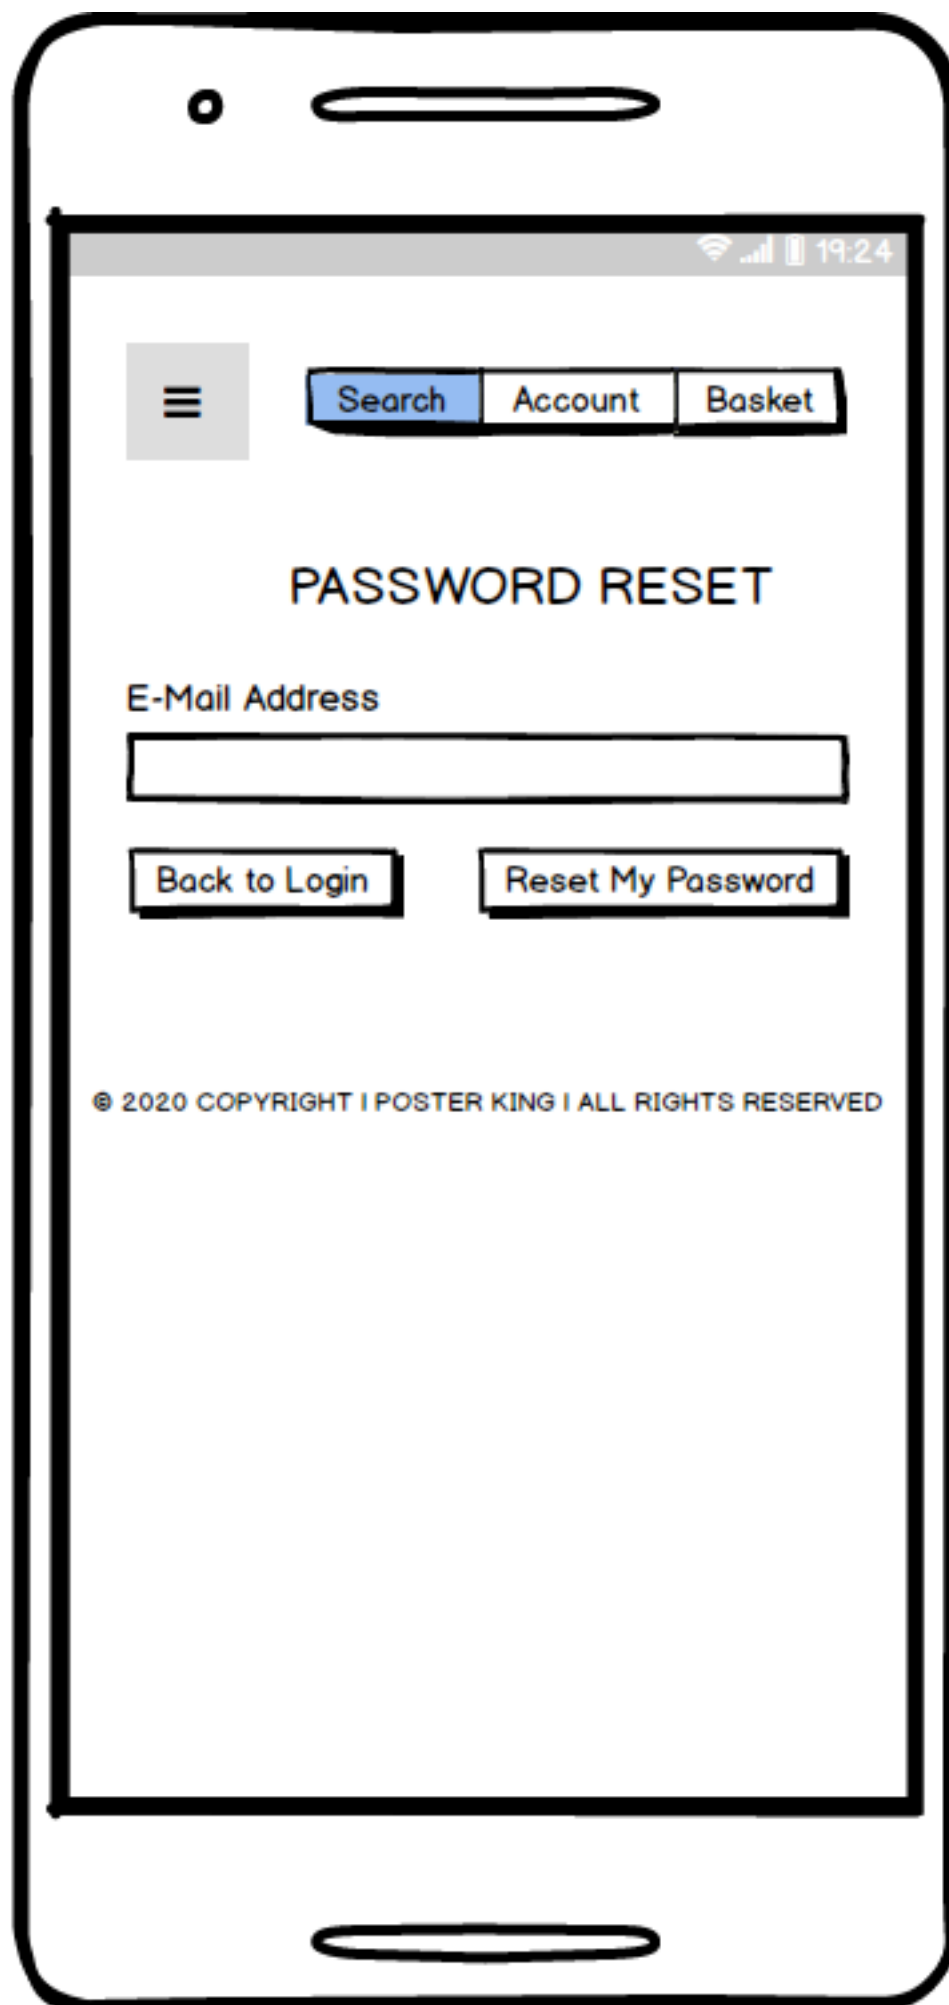 19:24
Search Account Basket
PASSWORD RESET
E-Mail Address
Back to Login Reset My Password
© 2020 COPYRIGHT | POSTER KING | ALL RIGHTS RESERVED